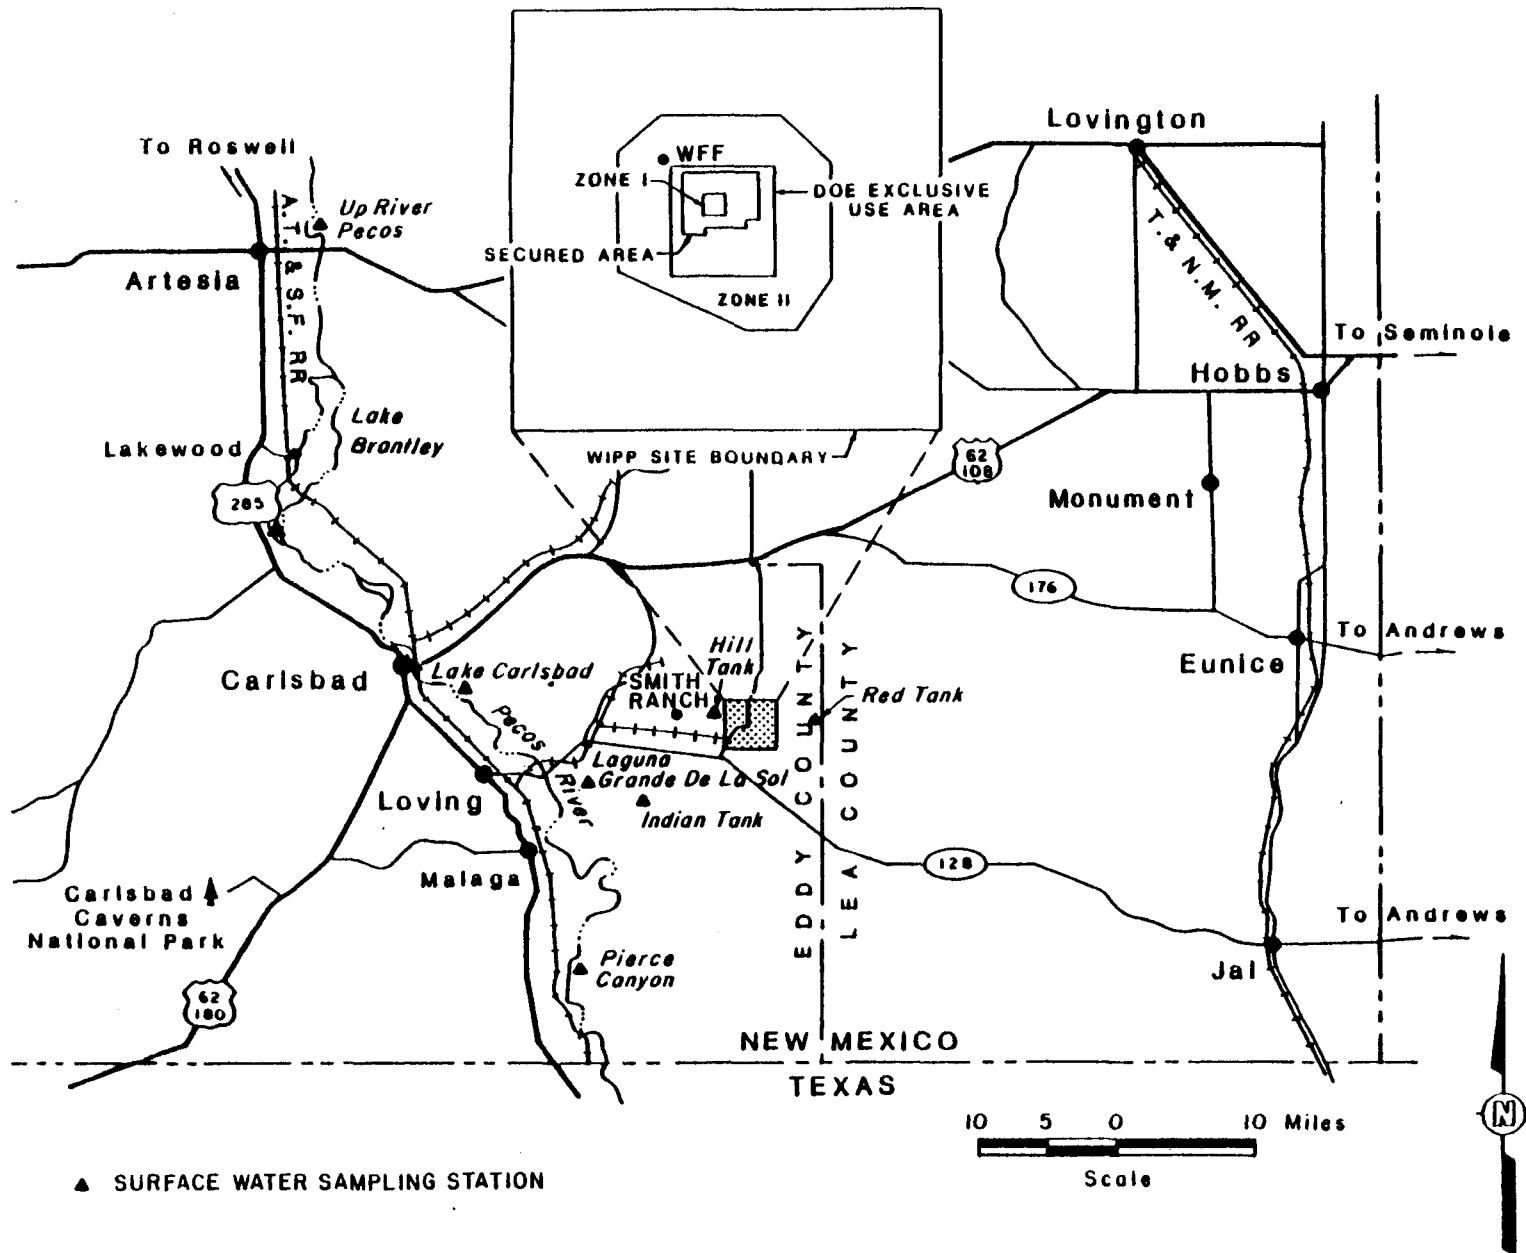 Lovington
To Roswell
WFF
ZONE I
DOE EXCLUSIVE
USE AREA
A.T. & S.F. RR
Up River
Pecos
T. & N.M. RR
SECURED AREA
Artesia
ZONE II
To Seminole
Hobbs
Lake
Brantley
Lakewood
WIPP SITE BOUNDARY
62
108
285
Monument
176
To Andrews
Hill
Tank
Eunice
Lake Carlsbad
Carlsbad
SMITH
RANCH
Red Tank
Pecos River
EDDY COUNTY
LEA COUNTY
Laguna
Grande De La Sol
Loving
Indian Tank
128
Malaga
Carlsbad
Caverns
National Park
To Andrews
Pierce
Canyon
Jal
62
180
NEW MEXICO
TEXAS
10 5 0 10 Miles
Scale
N
SURFACE WATER SAMPLING STATION